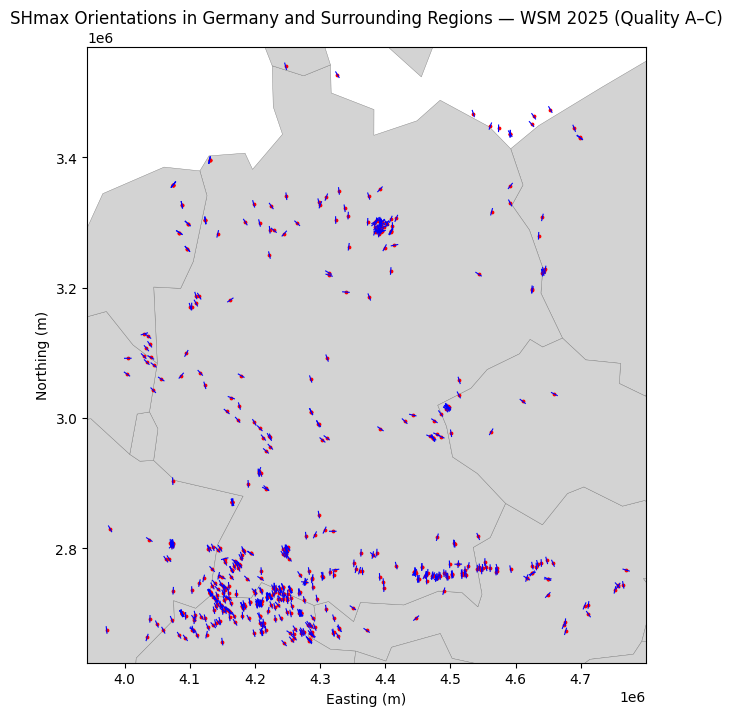 SHmax Orientations in Germany and Surrounding Regions — WSM 2025 (Quality A–C)
1e6
3.4
3.2
3.0
2.8
Northing (m)
4.0 4.1 4.2 4.3 4.4 4.5 4.6 4.7
1e6
Easting (m)